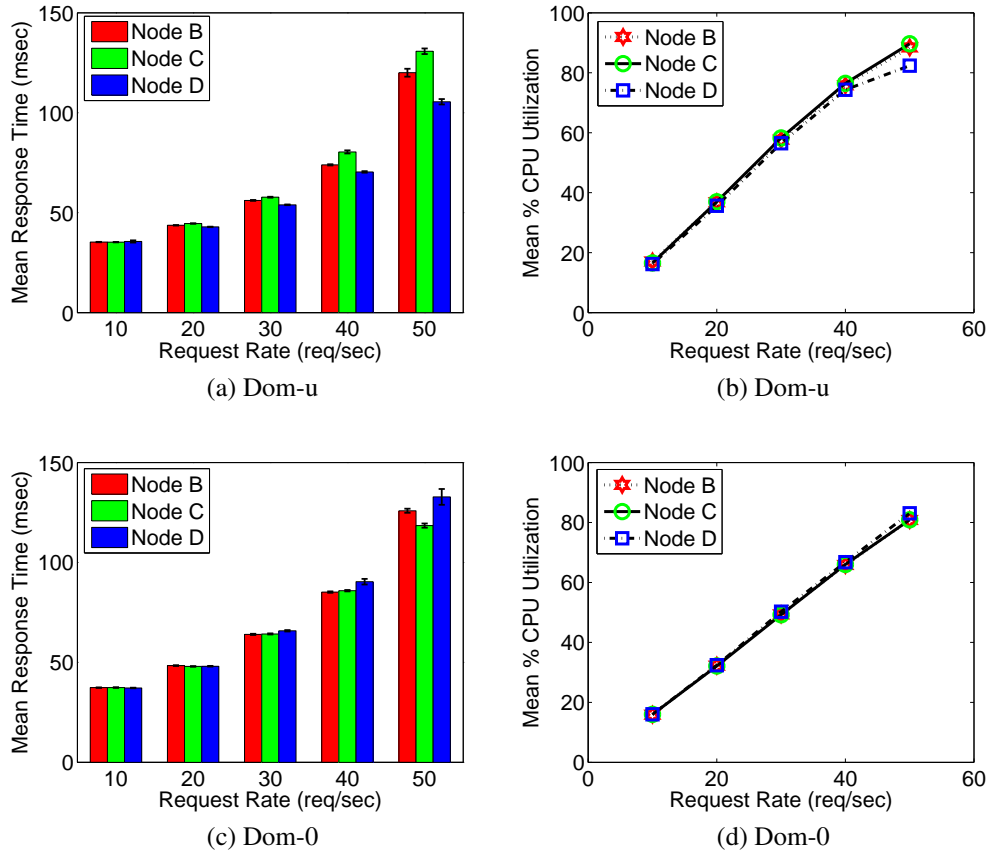 150
100
50
0
Mean Response Time (msec)
Node B
Node C
Node D
10 20 30 40 50
Request Rate (req/sec)
(a) Dom-u
100
80
60
40
20
0
Mean % CPU Utilization
Node B
Node C
Node D
0 20 40 60
Request Rate (req/sec)
(b) Dom-u
150
100
50
0
Mean Response Time (msec)
Node B
Node C
Node D
10 20 30 40 50
Request Rate (req/sec)
(c) Dom-0
100
80
60
40
20
0
Mean % CPU Utilization
Node B
Node C
Node D
0 20 40 60
Request Rate (req/sec)
(d) Dom-0